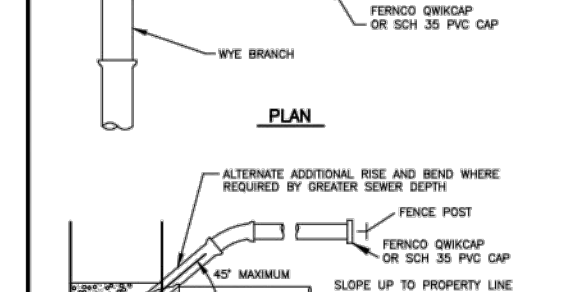 FERNCO QWIKCAP
OR SCH 35 PVC CAP
WYE BRANCH
PLAN
ALTERNATE ADDITIONAL RISE AND BEND WHERE
REQUIRED BY GREATER SEWER DEPTH
FENCE POST
FERNCO QWIKCAP
OR SCH 35 PVC CAP
45° MAXIMUM
SLOPE UP TO PROPERTY LINE